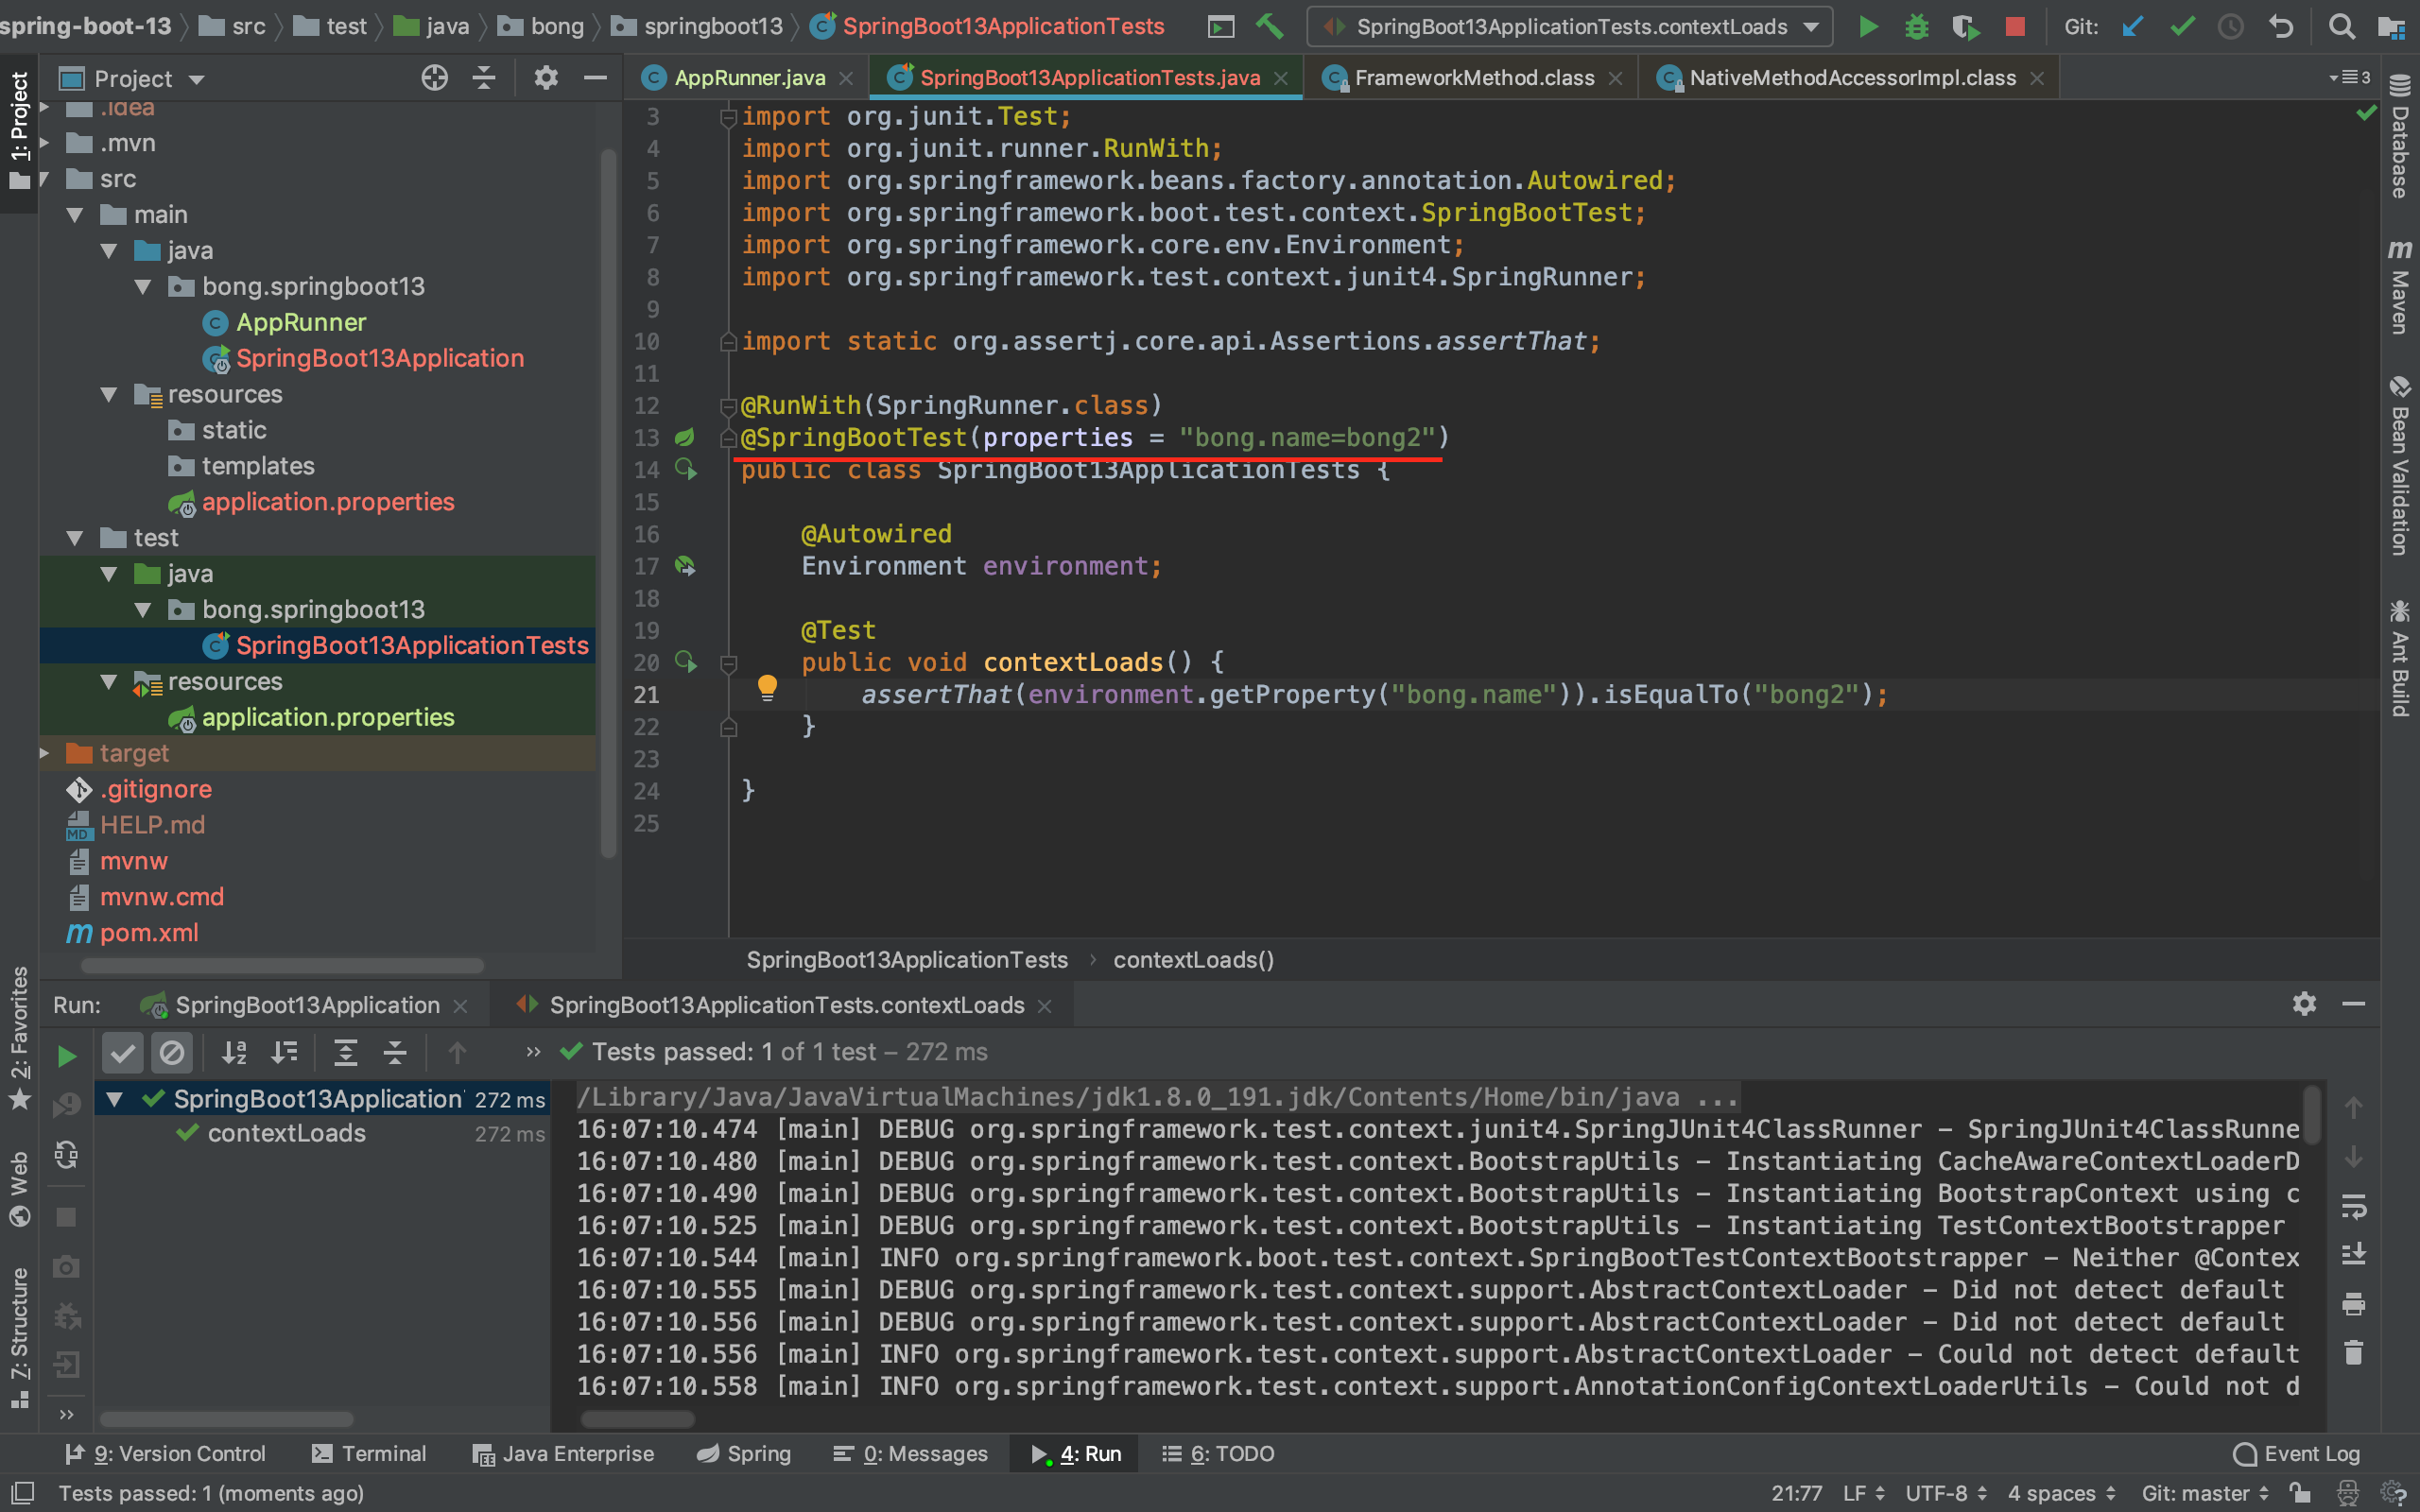 spring-boot-13 src test java bong springboot13 SpringBoot13ApplicationTests SpringBoot13ApplicationTests.contextLoads Git:
Project
AppRunner.java SpringBoot13ApplicationTests.java FrameworkMethod.class NativeMethodAccessorImpl.class 3
1: Project
2: Favorites
Web
7: Structure
.idea
.mvn
src
main
java
bong.springboot13
AppRunner
SpringBoot13Application
resources
static
templates
application.properties
test
java
bong.springboot13
SpringBoot13ApplicationTests
resources
application.properties
target
.gitignore
HELP.md
mvnw
mvnw.cmd
pom.xml
3 import org.junit.Test;
4 import org.junit.runner.RunWith;
5 import org.springframework.beans.factory.annotation.Autowired;
6 import org.springframework.boot.test.context.SpringBootTest;
7 import org.springframework.core.env.Environment;
8 import org.springframework.test.context.junit4.SpringRunner;
9
10 import static org.assertj.core.api.Assertions.assertThat;
11
12 @RunWith(SpringRunner.class)
13 @SpringBootTest(properties = "bong.name=bong2")
14 public class SpringBoot13ApplicationTests {
15
16 @Autowired
17 Environment environment;
18
19 @Test
20 public void contextLoads() {
21 assertThat(environment.getProperty("bong.name")).isEqualTo("bong2");
22 }
23
24 }
25
SpringBoot13ApplicationTests › contextLoads()
Database
Maven
Bean Validation
Ant Build
Run: SpringBoot13Application SpringBoot13ApplicationTests.contextLoads
» Tests passed: 1 of 1 test – 272 ms
SpringBoot13Application 272 ms
contextLoads 272 ms
/Library/Java/JavaVirtualMachines/jdk1.8.0_191.jdk/Contents/Home/bin/java ...
16:07:10.474 [main] DEBUG org.springframework.test.context.junit4.SpringJUnit4ClassRunner - SpringJUnit4ClassRunne
16:07:10.480 [main] DEBUG org.springframework.test.context.BootstrapUtils - Instantiating CacheAwareContextLoaderD
16:07:10.490 [main] DEBUG org.springframework.test.context.BootstrapUtils - Instantiating BootstrapContext using c
16:07:10.525 [main] DEBUG org.springframework.test.context.BootstrapUtils - Instantiating TestContextBootstrapper
16:07:10.544 [main] INFO org.springframework.boot.test.context.SpringBootTestContextBootstrapper - Neither @Contex
16:07:10.555 [main] DEBUG org.springframework.test.context.support.AbstractContextLoader - Did not detect default
16:07:10.556 [main] DEBUG org.springframework.test.context.support.AbstractContextLoader - Did not detect default
16:07:10.556 [main] INFO org.springframework.test.context.support.AbstractContextLoader - Could not detect default
16:07:10.558 [main] INFO org.springframework.test.context.support.AnnotationConfigContextLoaderUtils - Could not d
9: Version Control Terminal Java Enterprise Spring 0: Messages 4: Run 6: TODO Event Log
Tests passed: 1 (moments ago) 21:77 LF UTF-8 4 spaces Git: master